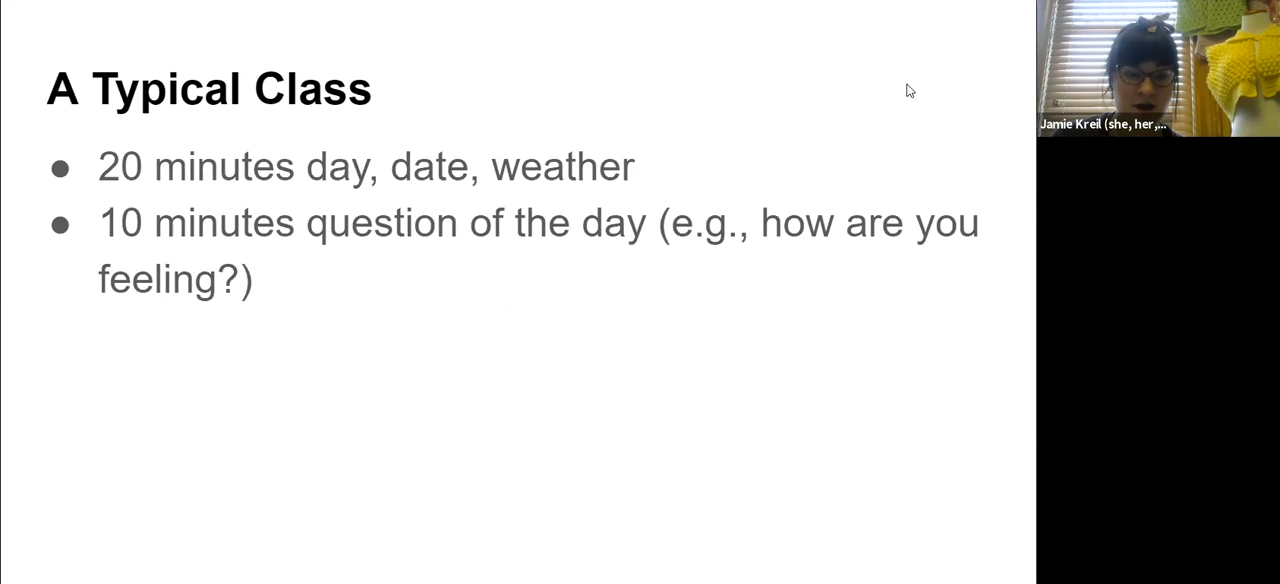 A Typical Class
● 20 minutes day, date, weather
● 10 minutes question of the day (e.g., how are you
feeling?)
Jamie Kreil (she, her,...